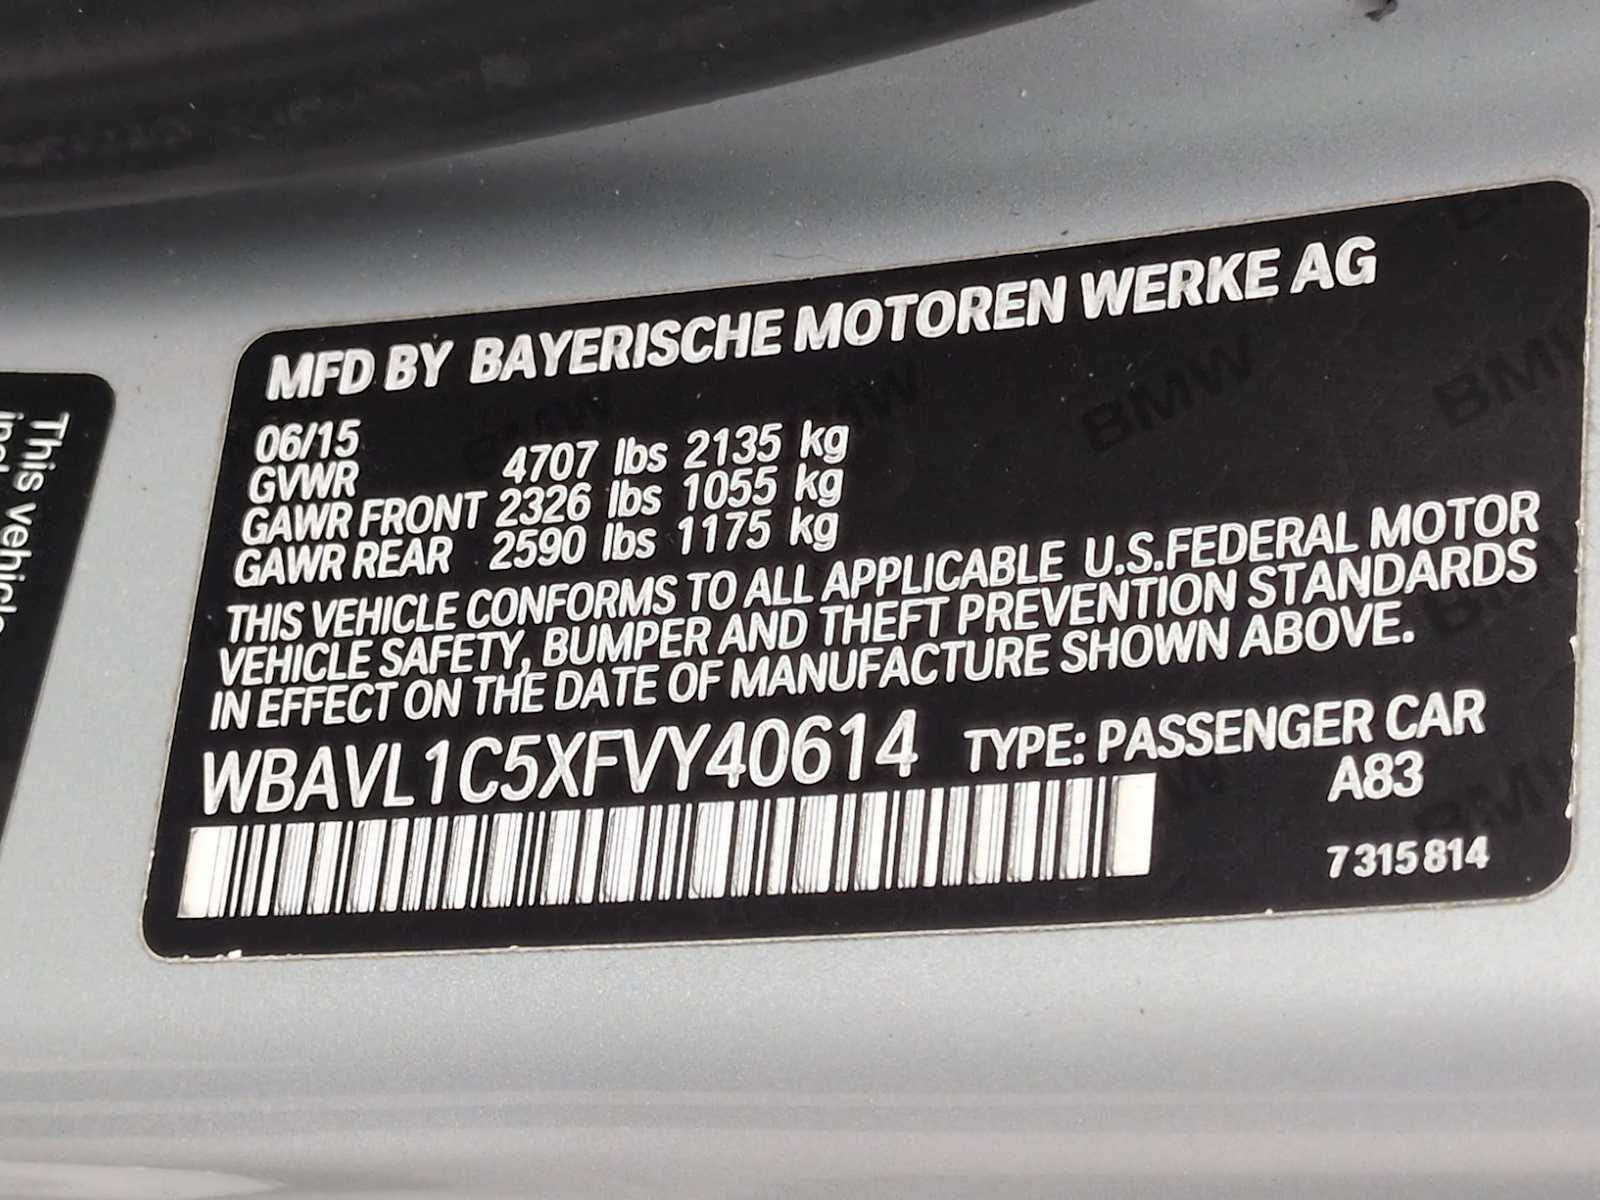 MFD BY BAYERISCHE MOTOREN WERKE AG
06/15
GVWR 4707 lbs 2135 kg
GAWR FRONT 2326 lbs 1055 kg
GAWR REAR 2590 lbs 1175 kg
THIS VEHICLE CONFORMS TO ALL APPLICABLE U.S.FEDERAL MOTOR
VEHICLE SAFETY, BUMPER AND THEFT PREVENTION STANDARDS
IN EFFECT ON THE DATE OF MANUFACTURE SHOWN ABOVE.
WBAVL1C5XFVY40614 TYPE: PASSENGER CAR
A83
7 315 814
This vehicle